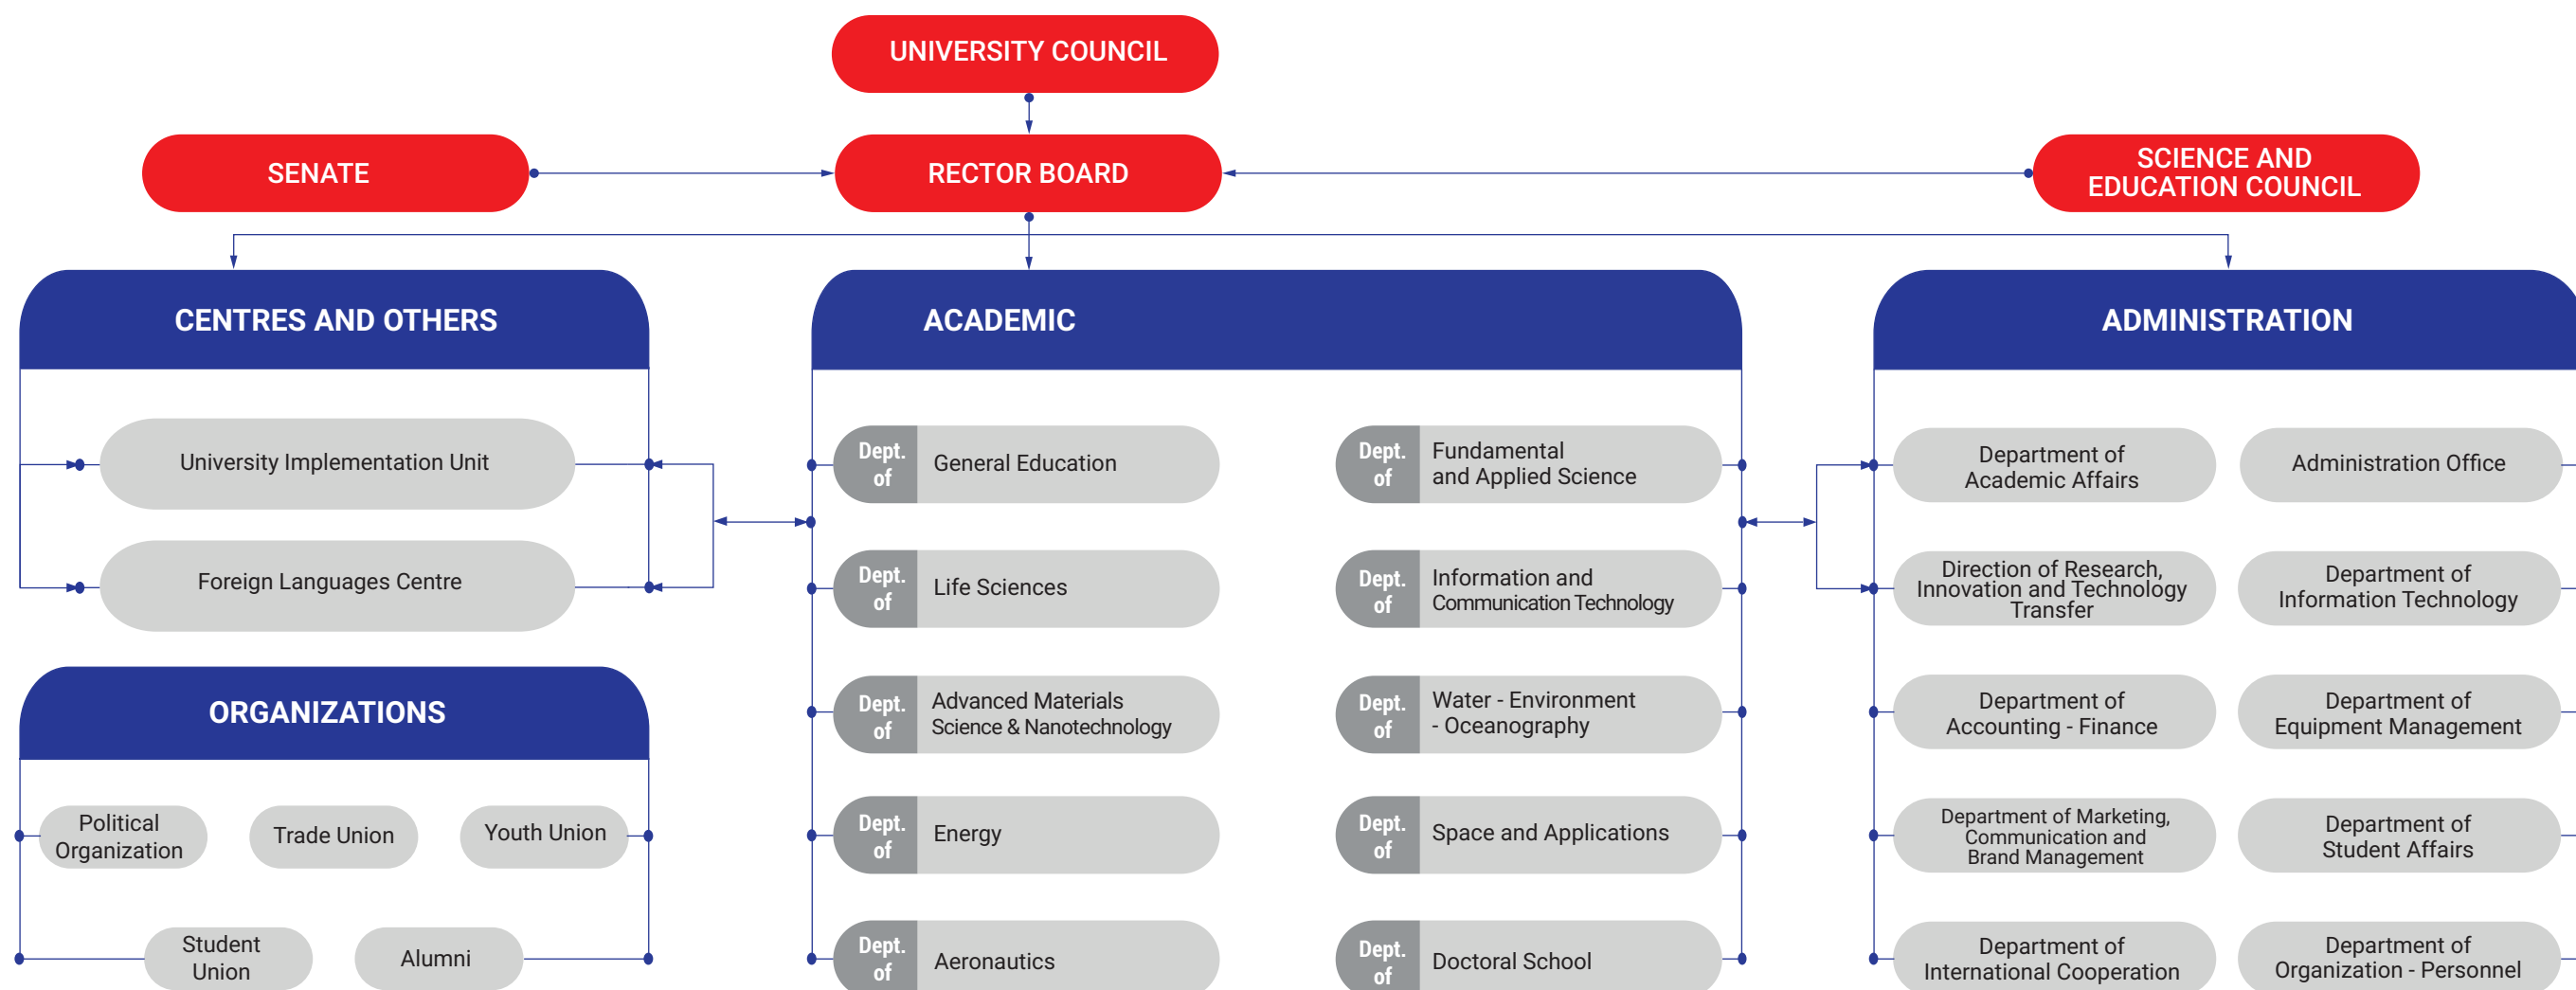 UNIVERSITY COUNCIL
SENATE
RECTOR BOARD
SCIENCE AND
EDUCATION COUNCIL
CENTRES AND OTHERS
University Implementation Unit
Foreign Languages Centre
ORGANIZATIONS
Political
Organization
Trade Union
Youth Union
Student
Union
Alumni
ACADEMIC
Dept.
of
General Education
Dept.
of
Fundamental
and Applied Science
Dept.
of
Life Sciences
Dept.
of
Information and
Communication Technology
Dept.
of
Advanced Materials
Science & Nanotechnology
Dept.
of
Water - Environment
- Oceanography
Dept.
of
Energy
Dept.
of
Space and Applications
Dept.
of
Aeronautics
Dept.
of
Doctoral School
ADMINISTRATION
Department of
Academic Affairs
Administration Office
Direction of Research,
Innovation and Technology
Transfer
Department of
Information Technology
Department of
Accounting - Finance
Department of
Equipment Management
Department of Marketing,
Communication and
Brand Management
Department of
Student Affairs
Department of
International Cooperation
Department of
Organization - Personnel